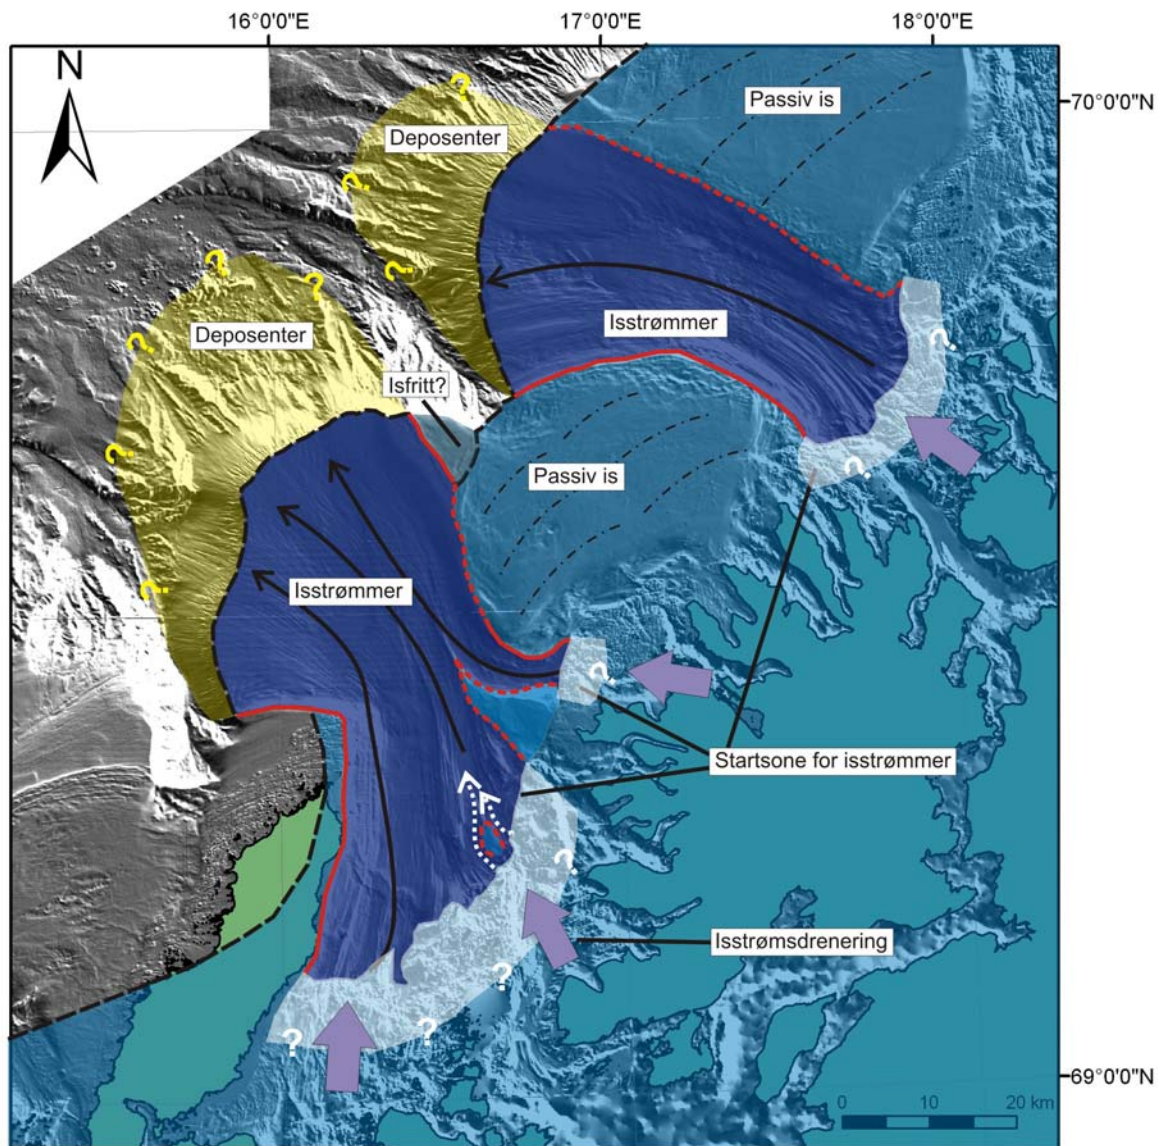 16°0'0"E
17°0'0"E
18°0'0"E
N
70°0'0"N
Passiv is
Deposenter
?
?
?
Isstrømmer
?
?
Deposenter
?
?
?
?
?
Isfritt?
Passiv is
?
Isstrømmer
?
Startsone for isstrømmer
?
Isstrømsdrenering
?
?
?
69°0'0"N
0 10 20 km